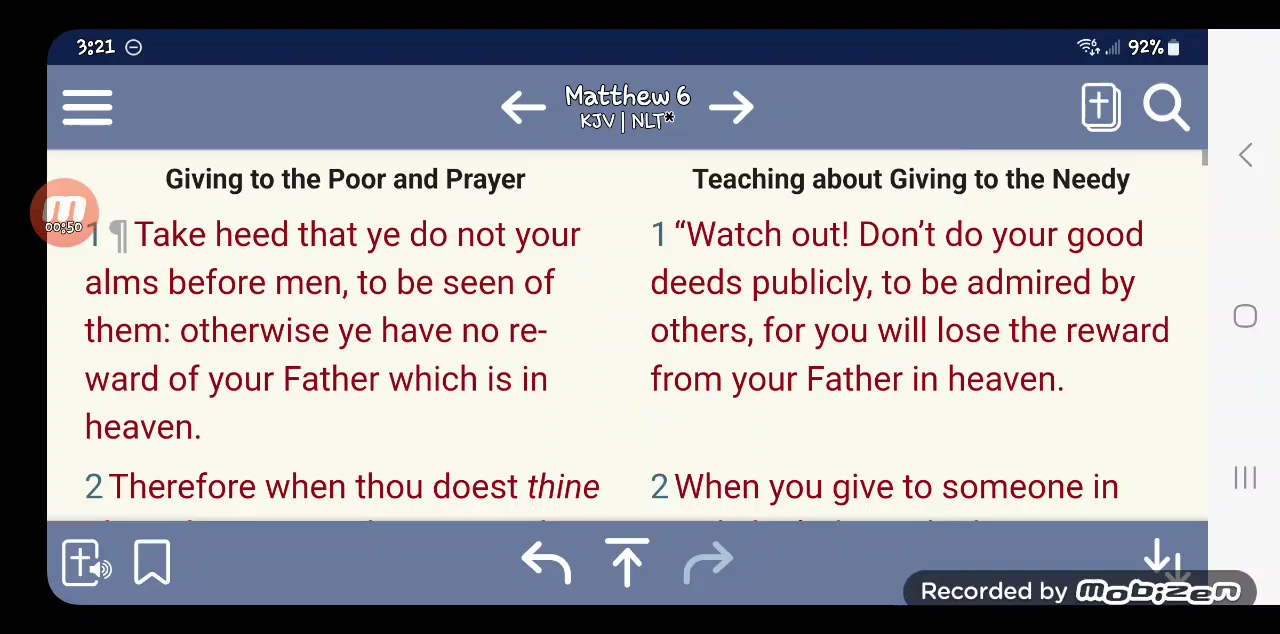 3:21
92%
Matthew 6
KJV | NLT*
00:50
Giving to the Poor and Prayer
1 ¶ Take heed that ye do not your
alms before men, to be seen of
them: otherwise ye have no re-
ward of your Father which is in
heaven.
2 Therefore when thou doest thine
Teaching about Giving to the Needy
1 “Watch out! Don’t do your good
deeds publicly, to be admired by
others, for you will lose the reward
from your Father in heaven.
2 When you give to someone in
Recorded by Mobizen